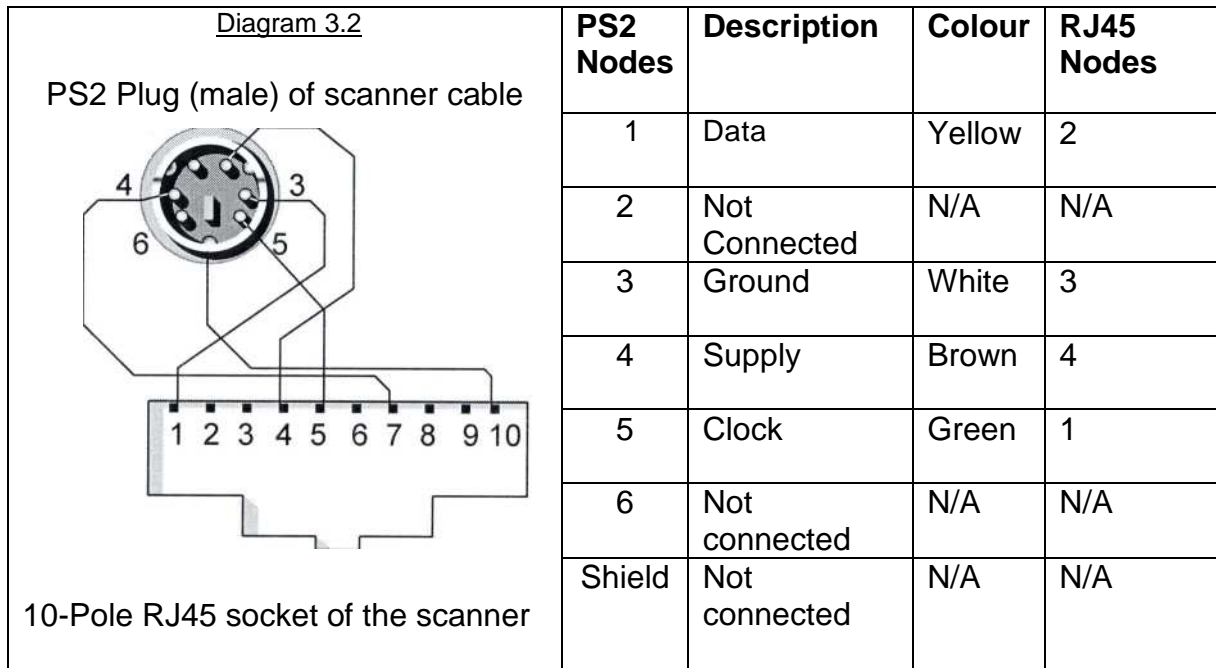 Diagram 3.2
PS2 Plug (male) of scanner cable
4
3
6
5
1 2 3 4 5 6 7 8 9 10
10-Pole RJ45 socket of the scanner
PS2 Nodes Description Colour RJ45 Nodes
1 Data Yellow 2
2 Not Connected N/A N/A
3 Ground White 3
4 Supply Brown 4
5 Clock Green 1
6 Not connected N/A N/A
Shield Not connected N/A N/A